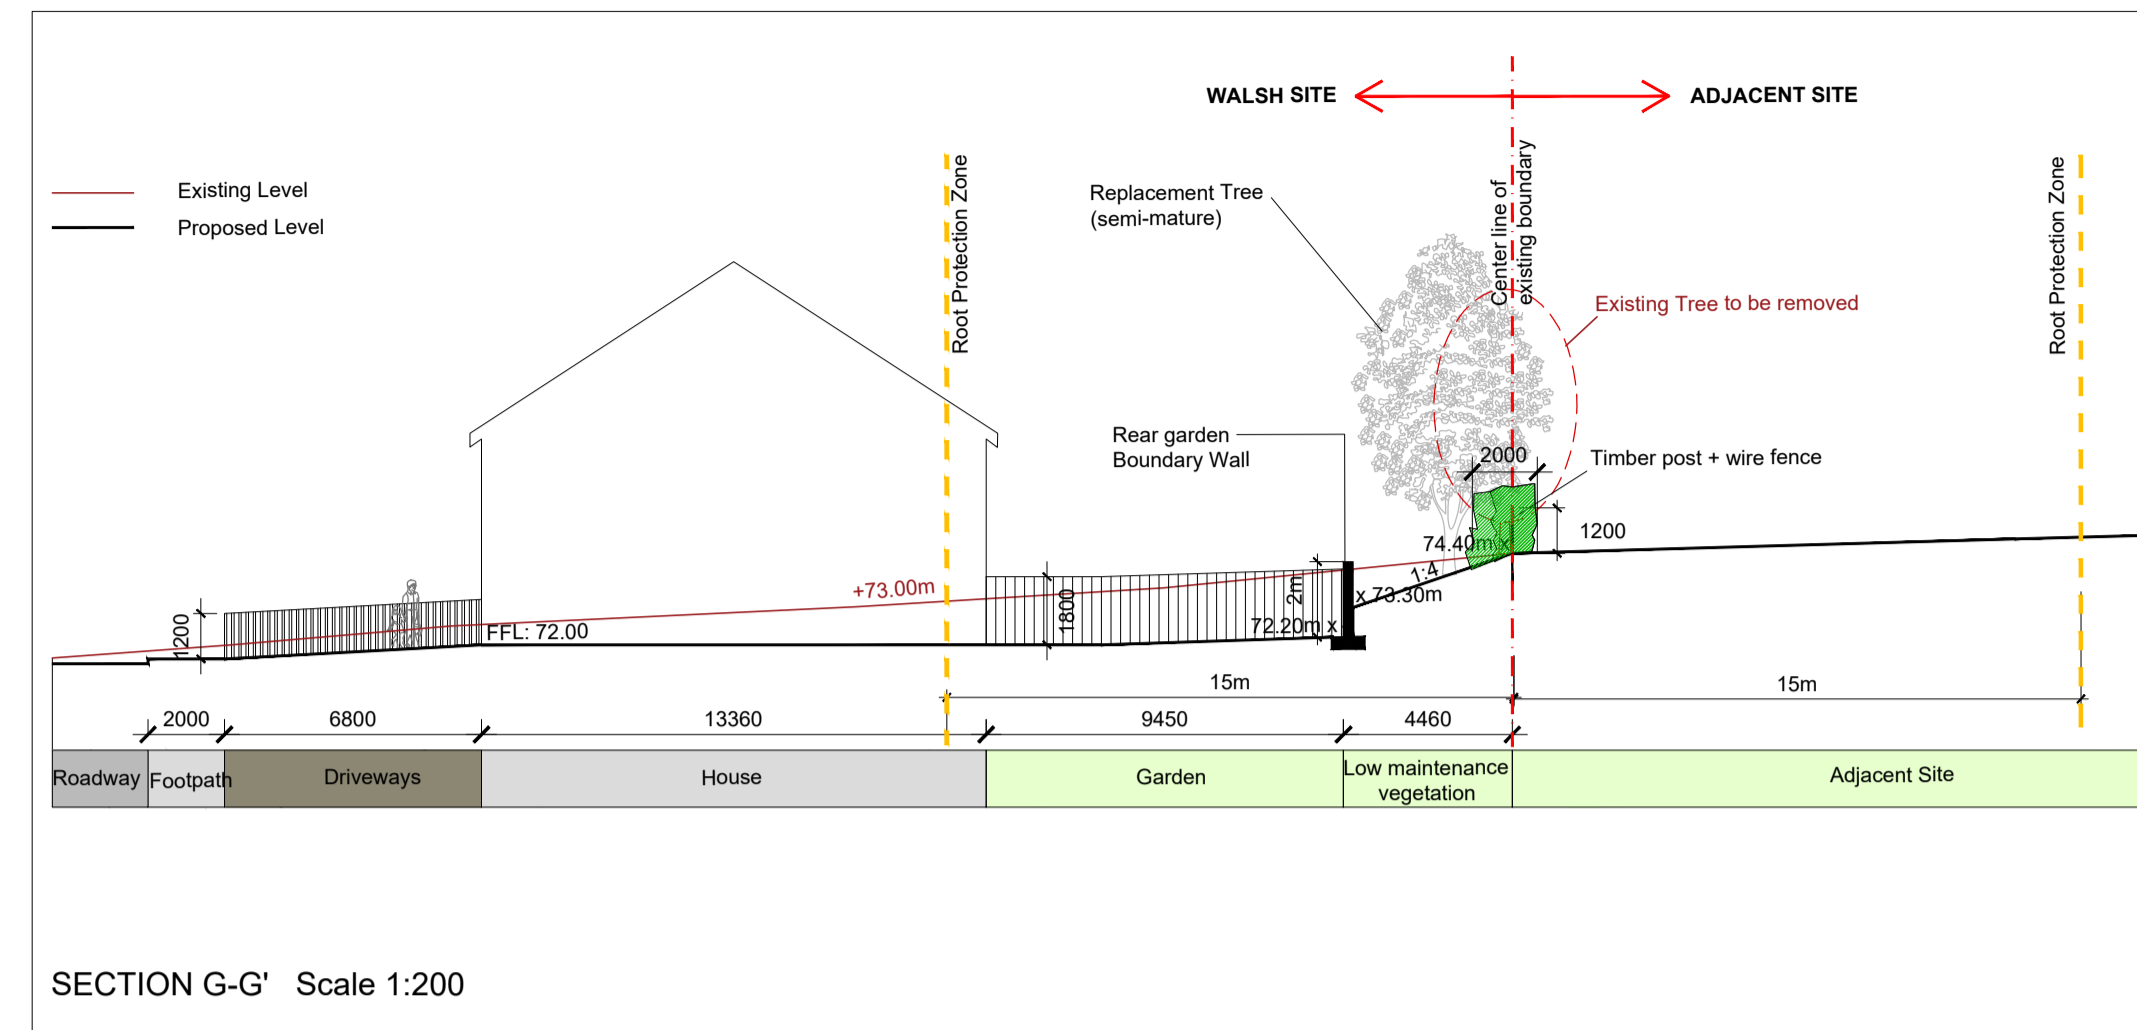 WALSH SITE
ADJACENT SITE
Existing Level
Proposed Level
Root Protection Zone
Replacement Tree
(semi-mature)
Center line of
existing boundary
Root Protection Zone
Existing Tree to be removed
Rear garden
Boundary Wall
2000
Timber post + wire fence
1200
74.40m x
1:4
+73.00m
x 73.30m
2m
1800
1200
FFL: 72.00
72.20m x
15m
15m
2000
6800
13360
9450
4460
Roadway
Footpath
Driveways
House
Garden
Low maintenance
vegetation
Adjacent Site
SECTION G-G' Scale 1:200